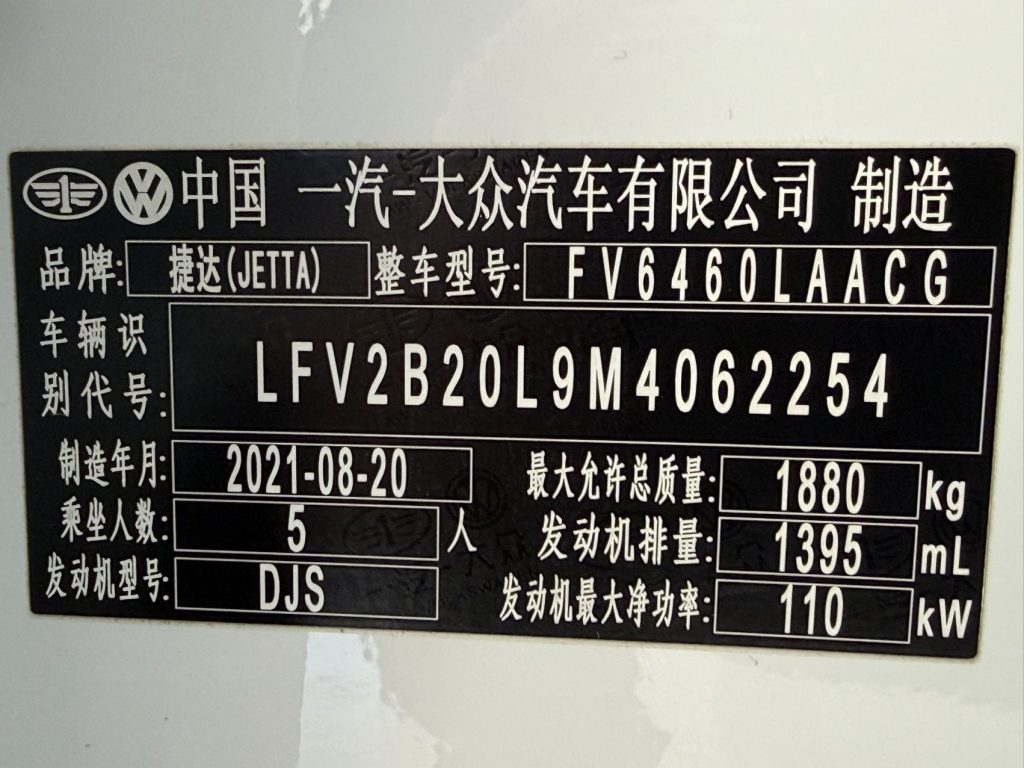 中国 一汽-大众汽车有限公司 制造
品牌: 捷达(JETTA) 整车型号: FV6460LAACG
车辆识别代号: LFV2B20L9M4062254
制造年月: 2021-08-20 最大允许总质量: 1880 kg
乘坐人数: 5 人 发动机排量: 1395 mL
发动机型号: DJS 发动机最大净功率: 110 kW